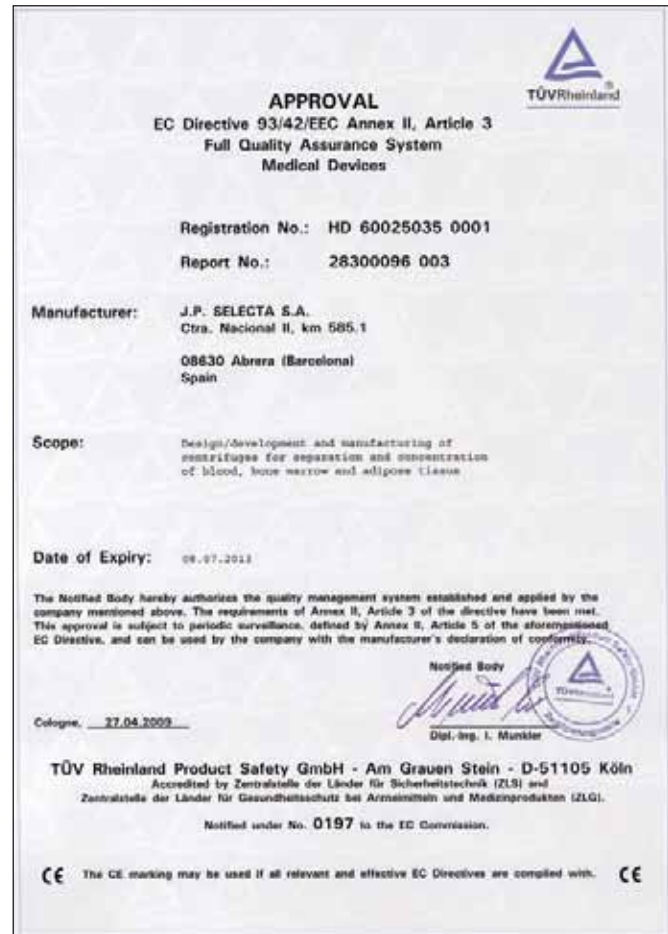 TÜVRheinland
®
APPROVAL
EC Directive 93/42/EEC Annex II, Article 3
Full Quality Assurance System
Medical Devices
Registration No.: HD 60025035 0001
Report No.: 28300096 003
Manufacturer: J.P. SELECTA S.A.
Ctra. Nacional II, km 585.1
08630 Abrera (Barcelona)
Spain
Scope: Design/development and manufacturing of
centrifuges for separation and concentration
of blood, bone marrow and adipose tissue
Date of Expiry: 08.07.2013
The Notified Body hereby authorizes the quality management system established and applied by the
company mentioned above. The requirements of Annex II, Article 3 of the directive have been met.
This approval is subject to periodic surveillance, defined by Annex II, Article 5 of the aforementioned
EC Directive, and can be used by the company with the manufacturer's declaration of conformity.
Notified Body
Cologne, 27.04.2009
Dipl.-Ing. I. Munkler
TÜV Rheinland Product Safety GmbH - Am Grauen Stein - D-51105 Köln
Accredited by Zentralstelle der Länder für Sicherheitstechnik (ZLS) and
Zentralstelle der Länder für Gesundheitsschutz bei Arzneimitteln und Medizinprodukten (ZLG).
Notified under No. 0197 to the EC Commission.
CE The CE marking may be used if all relevant and effective EC Directives are complied with. CE